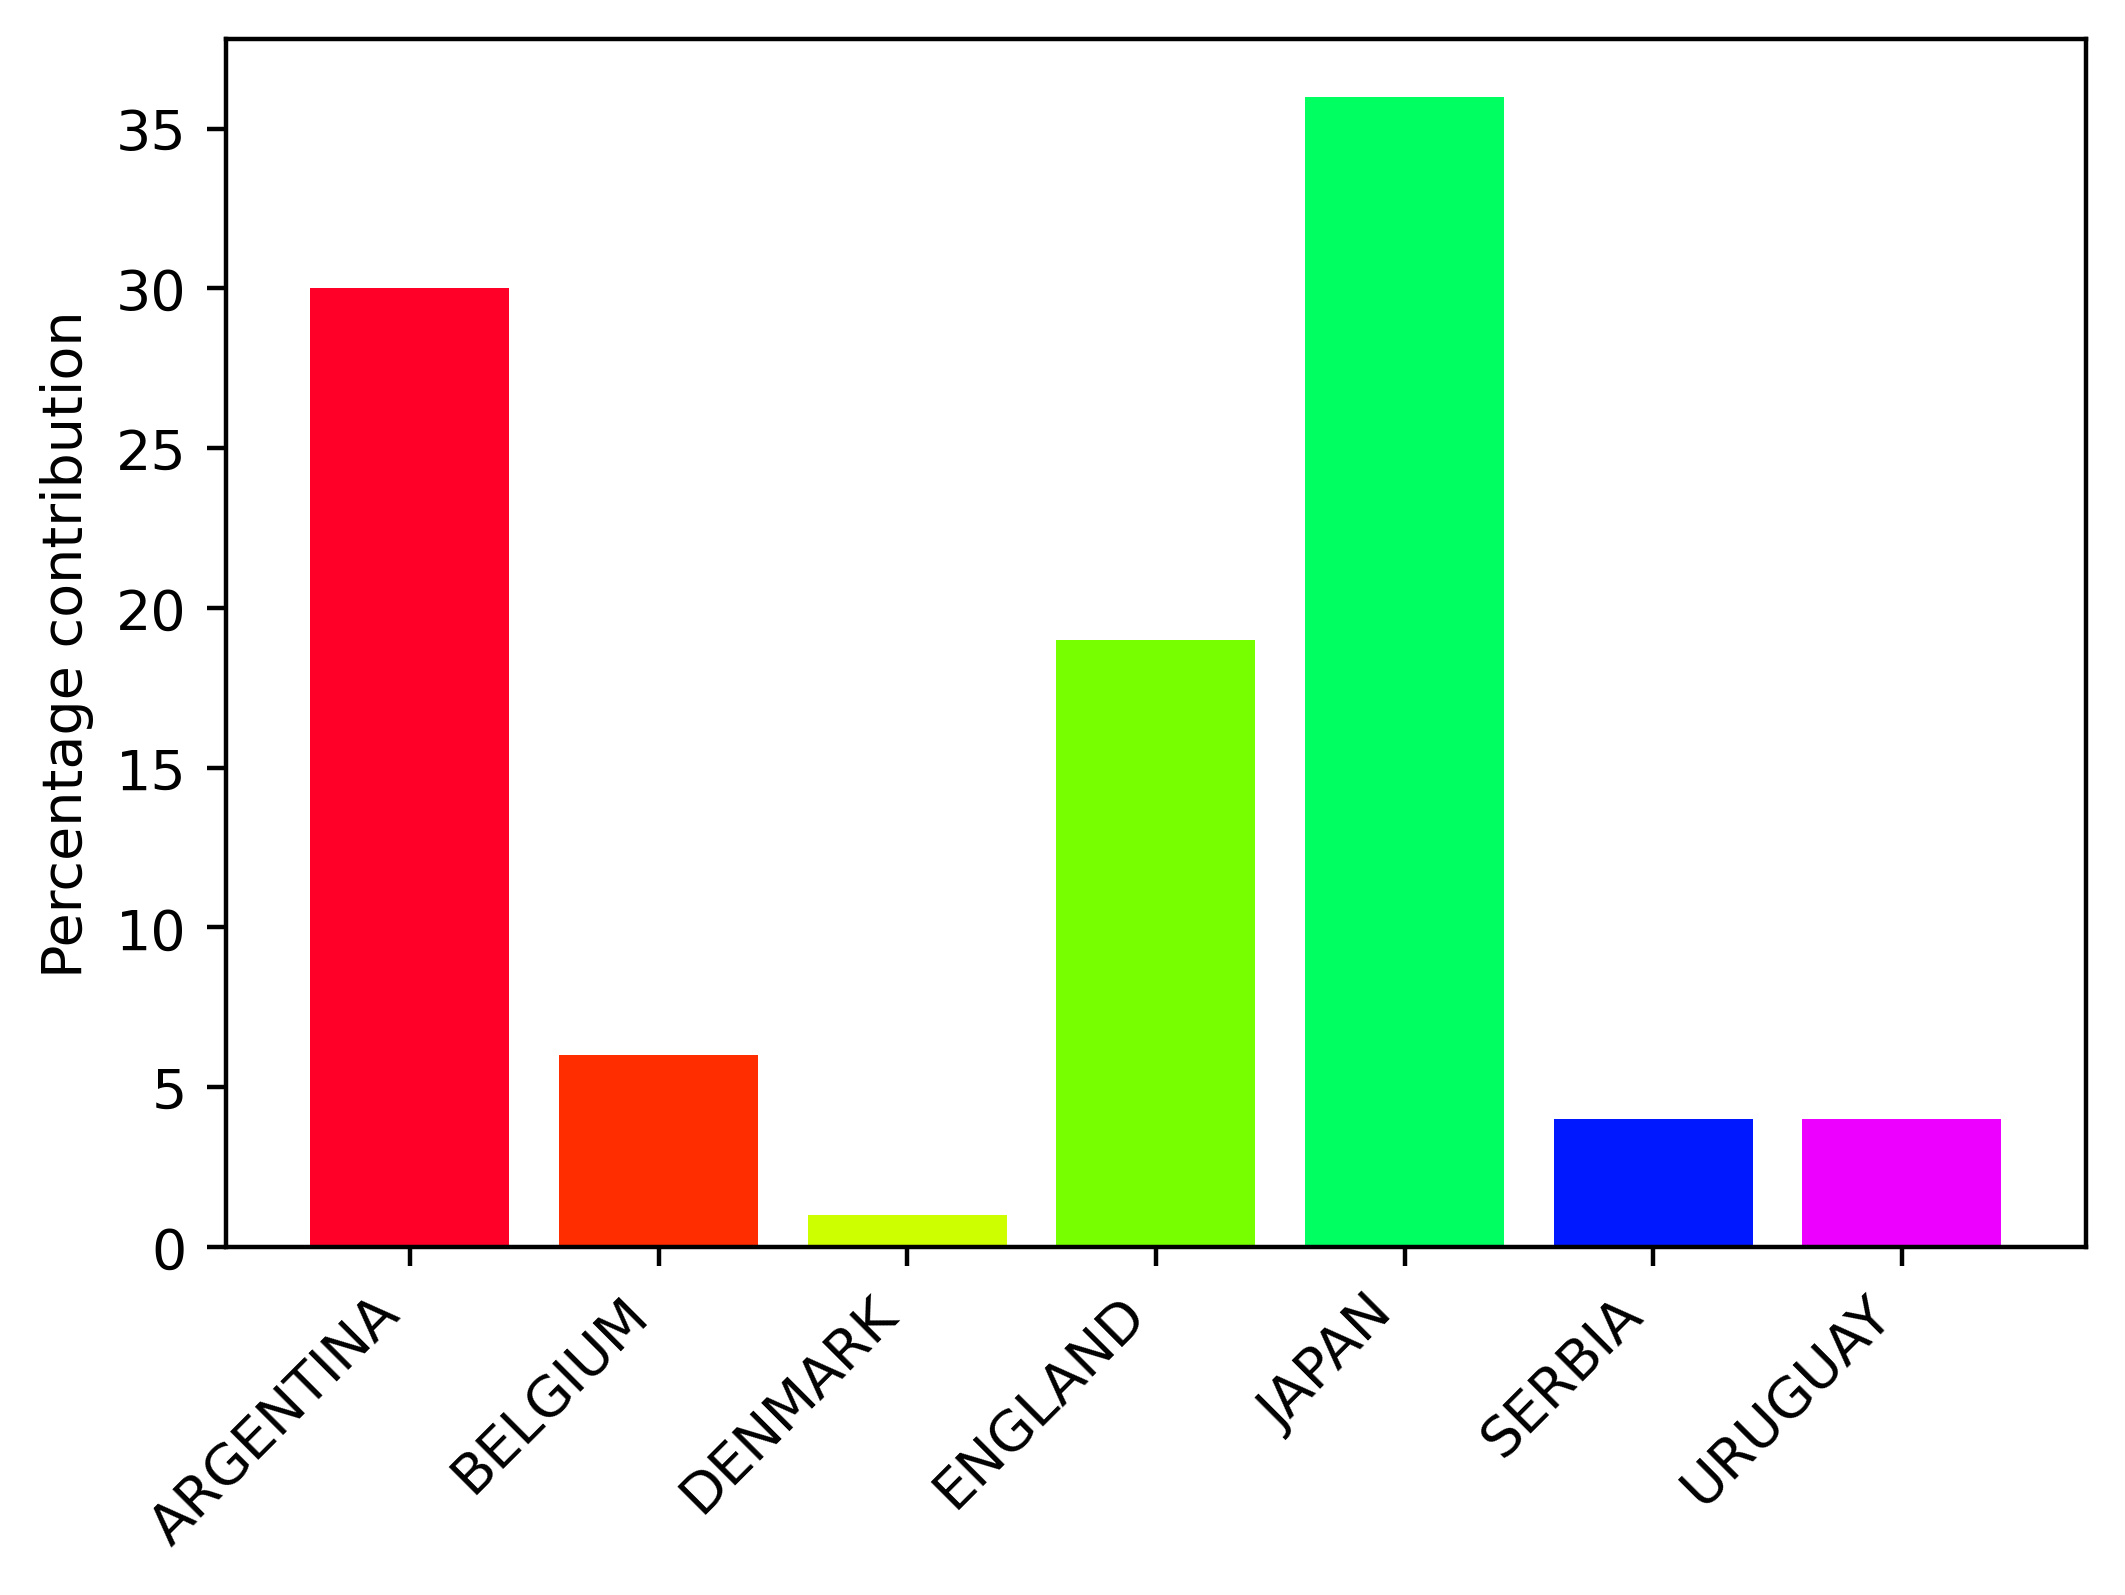 Percentage contribution
35
30
25
20
15
10
5
0
ARGENTINA
BELGIUM
DENMARK
ENGLAND
JAPAN
SERBIA
URUGUAY